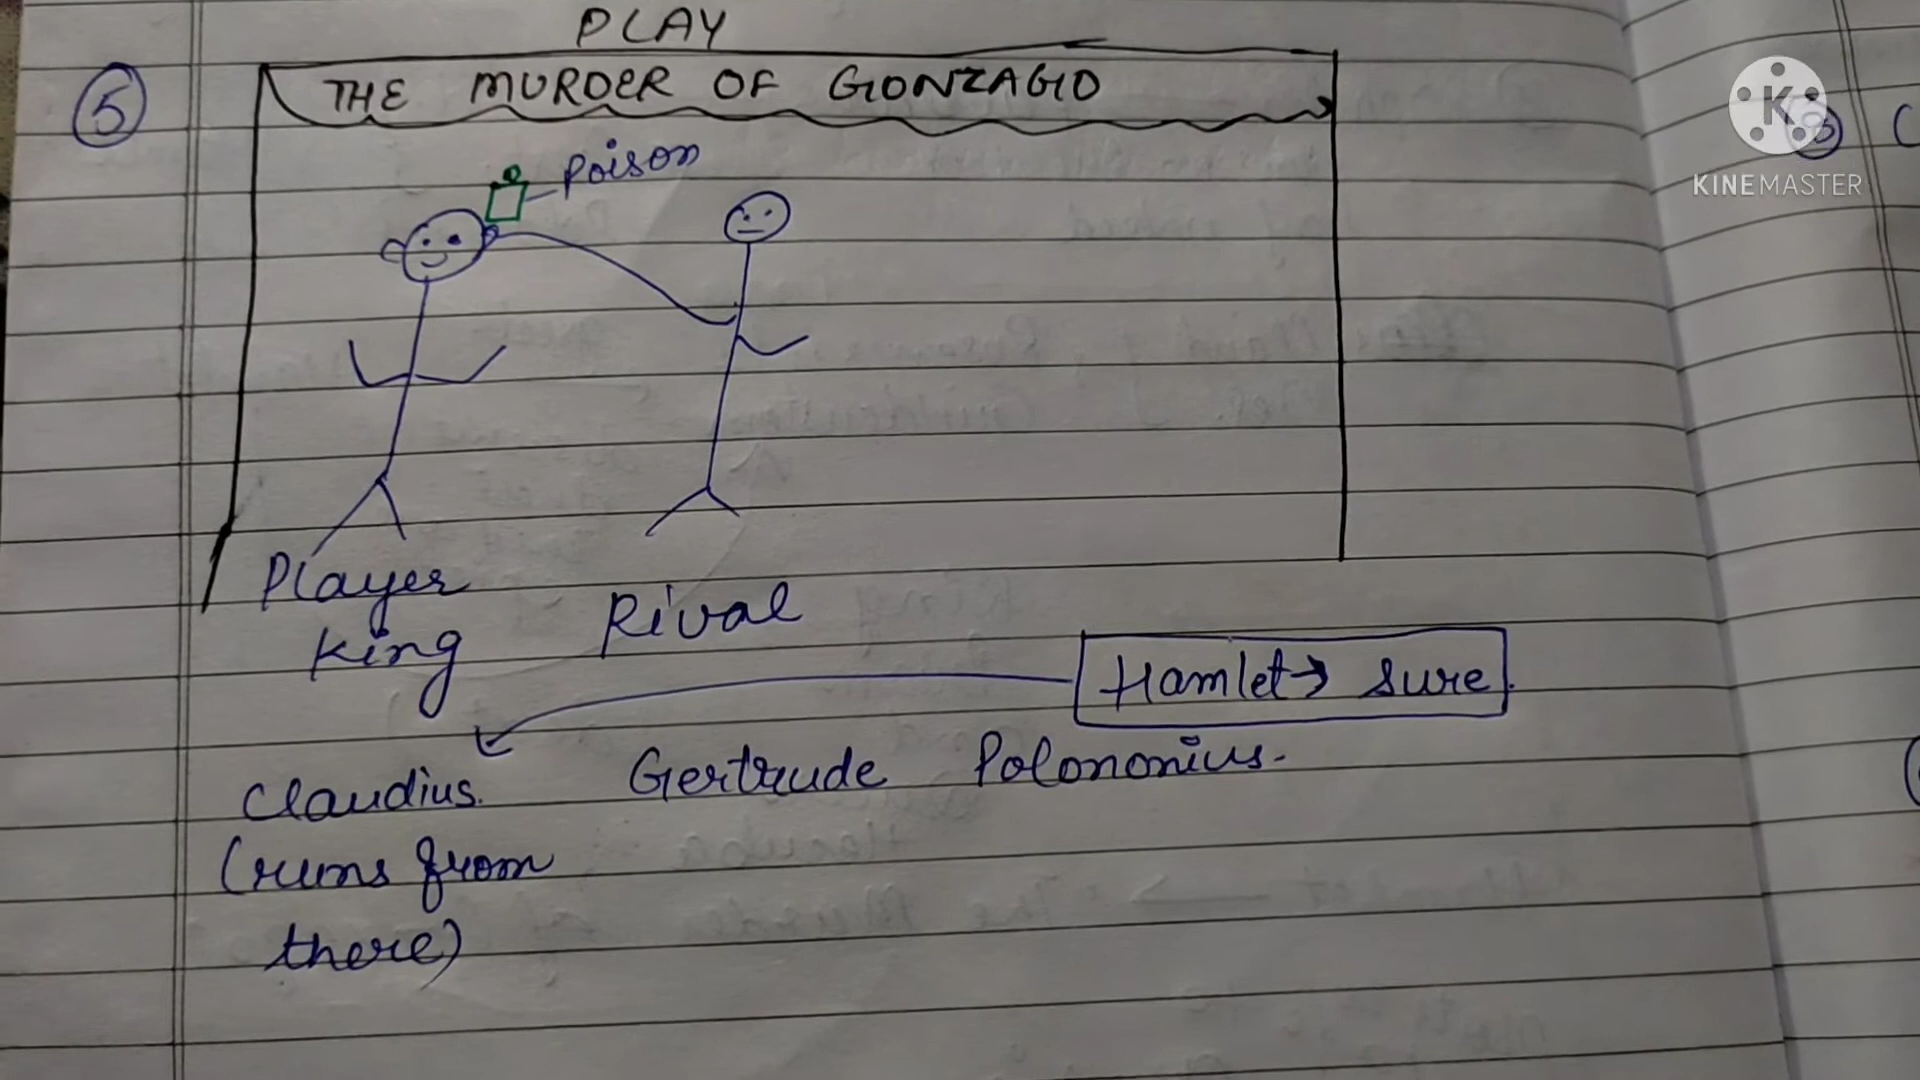 PLAY
5
THE MURDER OF GONZAGO
Poison
Player
King
Rival
Hamlet → sure.
Claudius. Gertrude Polononius.
(runs from
there)
K
KINEMASTER